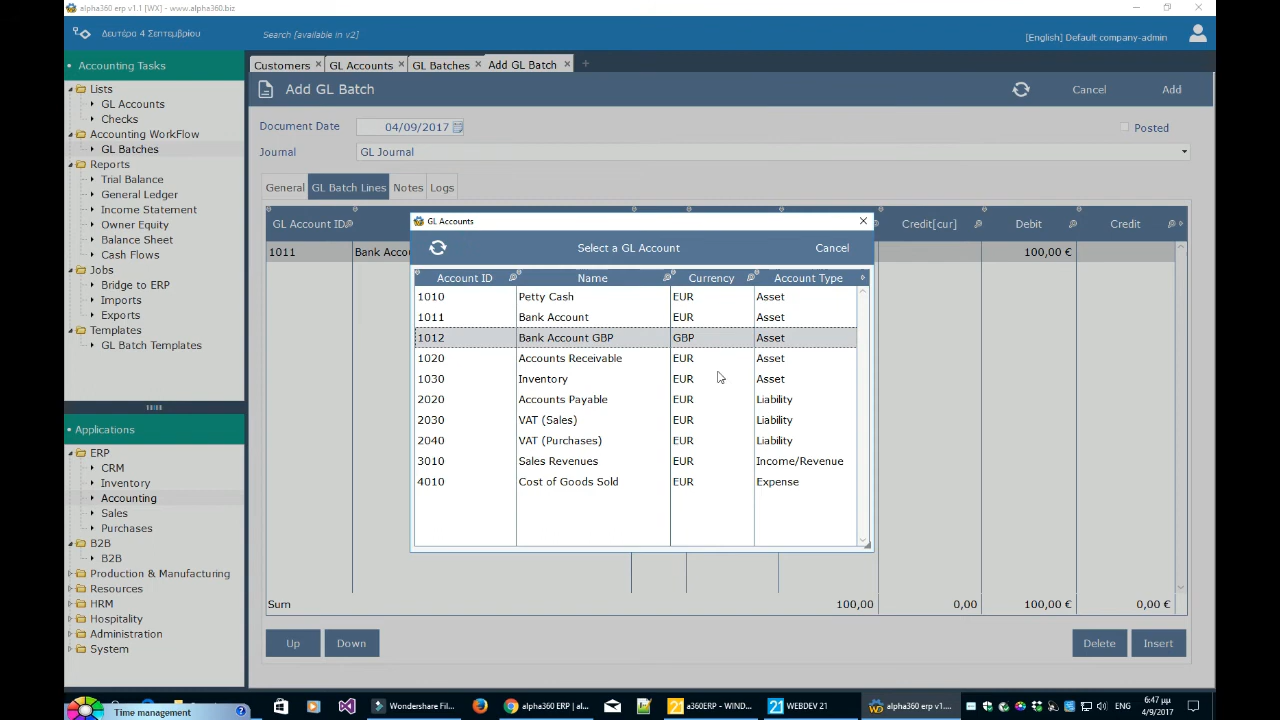 alpha360 erp v1.1 [WX] - www.alpha360.biz
Δευτέρα 4 Σεπτεμβρίου
Search [available in v2]
[English] Default company-admin
Accounting Tasks
Lists
GL Accounts
Checks
Accounting WorkFlow
GL Batches
Reports
Trial Balance
General Ledger
Income Statement
Owner Equity
Balance Sheet
Cash Flows
Jobs
Bridge to ERP
Imports
Exports
Templates
GL Batch Templates
Applications
ERP
CRM
Inventory
Accounting
Sales
Purchases
B2B
B2B
Production & Manufacturing
Resources
HRM
Hospitality
Administration
System
Customers GL Accounts GL Batches Add GL Batch
Add GL Batch Cancel Add
Document Date 04/09/2017 Posted
Journal GL Journal
General GL Batch Lines Notes Logs
GL Account ID Credit[cur] Debit Credit
1011 Bank Acco 100,00 €
GL Accounts
Select a GL Account Cancel
Account ID Name Currency Account Type
1010 Petty Cash EUR Asset
1011 Bank Account EUR Asset
1012 Bank Account GBP GBP Asset
1020 Accounts Receivable EUR Asset
1030 Inventory EUR Asset
2020 Accounts Payable EUR Liability
2030 VAT (Sales) EUR Liability
2040 VAT (Purchases) EUR Liability
3010 Sales Revenues EUR Income/Revenue
4010 Cost of Goods Sold EUR Expense
Sum 100,00 0,00 100,00 € 0,00 €
Up Down Delete Insert
Time management
Wondershare Fil...
alpha360 ΕΡΡ | al...
21 a360ERP - WIND...
21 WEBDEV 21
alpha360 erp v1....
6:47 μμ
4/9/2017